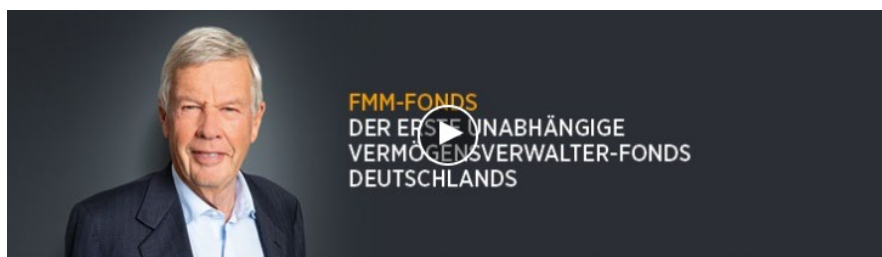 FMM-FONDS
DER ERSTE UNABHÄNGIGE
VERMÖGENSVERWALTER-FONDS
DEUTSCHLANDS